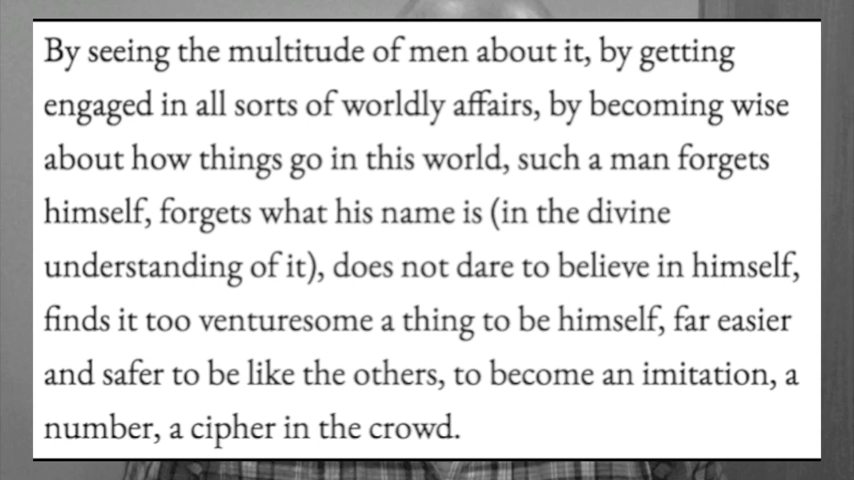 By seeing the multitude of men about it, by getting
engaged in all sorts of worldly affairs, by becoming wise
about how things go in this world, such a man forgets
himself, forgets what his name is (in the divine
understanding of it), does not dare to believe in himself,
finds it too venturesome a thing to be himself, far easier
and safer to be like the others, to become an imitation, a
number, a cipher in the crowd.